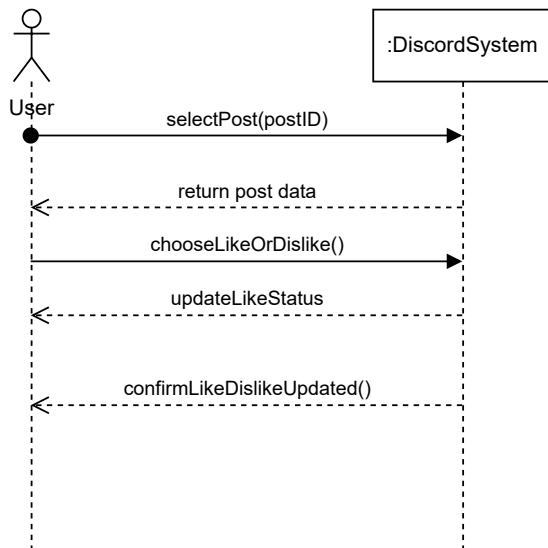 :DiscordSystem
User
selectPost(postID)
return post data
chooseLikeOrDislike()
updateLikeStatus
confirmLikeDislikeUpdated()